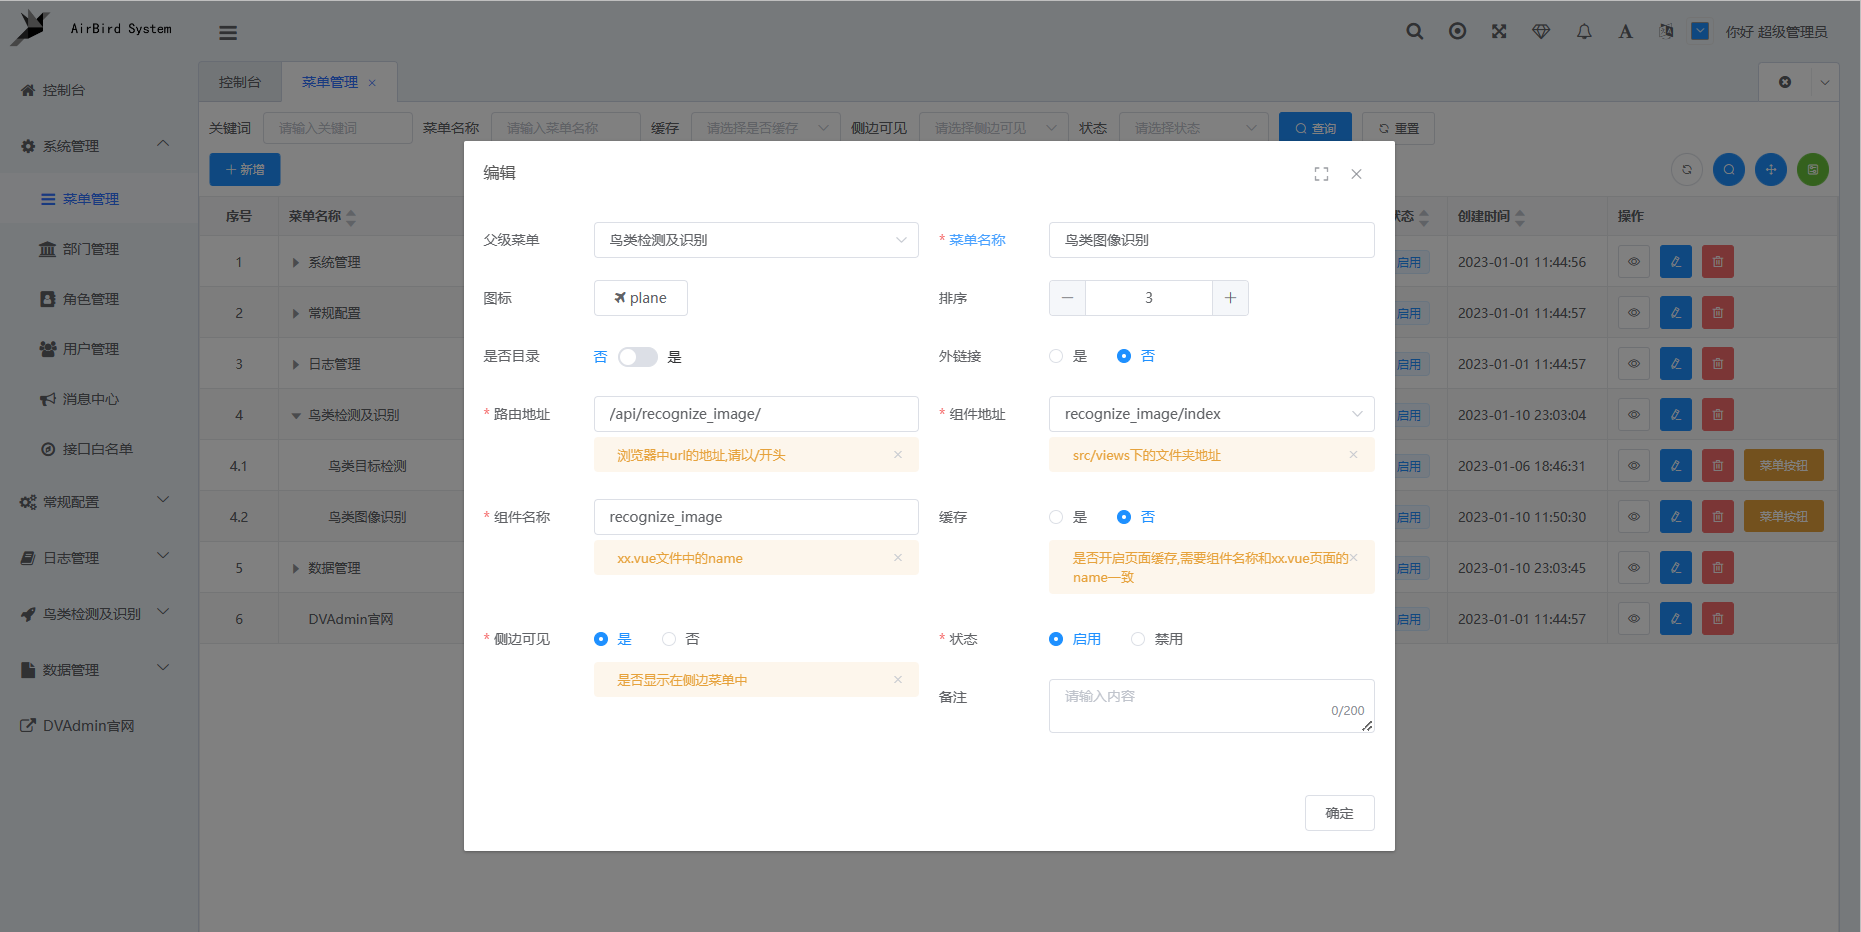 AirBird System
你好 超级管理员
控制台
系统管理
菜单管理
部门管理
角色管理
用户管理
消息中心
接口白名单
常规配置
日志管理
鸟类检测及识别
数据管理
DVAdmin官网
控制台
菜单管理
关键词 请输入关键词 菜单名称 请输入菜单名称 缓存 请选择是否缓存 侧边可见 请选择侧边可见 状态 请选择状态 查询 重置
新增
序号 菜单名称 状态 创建时间 操作
1 系统管理 启用 2023-01-01 11:44:56
2 常规配置 启用 2023-01-01 11:44:57
3 日志管理 启用 2023-01-01 11:44:57
4 鸟类检测及识别 启用 2023-01-10 23:03:04
4.1 鸟类目标检测 启用 2023-01-06 18:46:31 菜单按钮
4.2 鸟类图像识别 启用 2023-01-10 11:50:30 菜单按钮
5 数据管理 启用 2023-01-10 23:03:45
6 DVAdmin官网 启用 2023-01-01 11:44:57
编辑
父级菜单 鸟类检测及识别 * 菜单名称 鸟类图像识别
图标 plane 排序 3
是否目录 否 是 外链接 是 否
* 路由地址 /api/recognize_image/ * 组件地址 recognize_image/index
浏览器中url的地址,请以/开头 src/views下的文件夹地址
* 组件名称 recognize_image 缓存 是 否
xx.vue文件中的name 是否开启页面缓存,需要组件名称和xx.vue页面的
name一致
* 侧边可见 是 否 * 状态 启用 禁用
是否显示在侧边菜单中
备注 请输入内容
0/200
确定